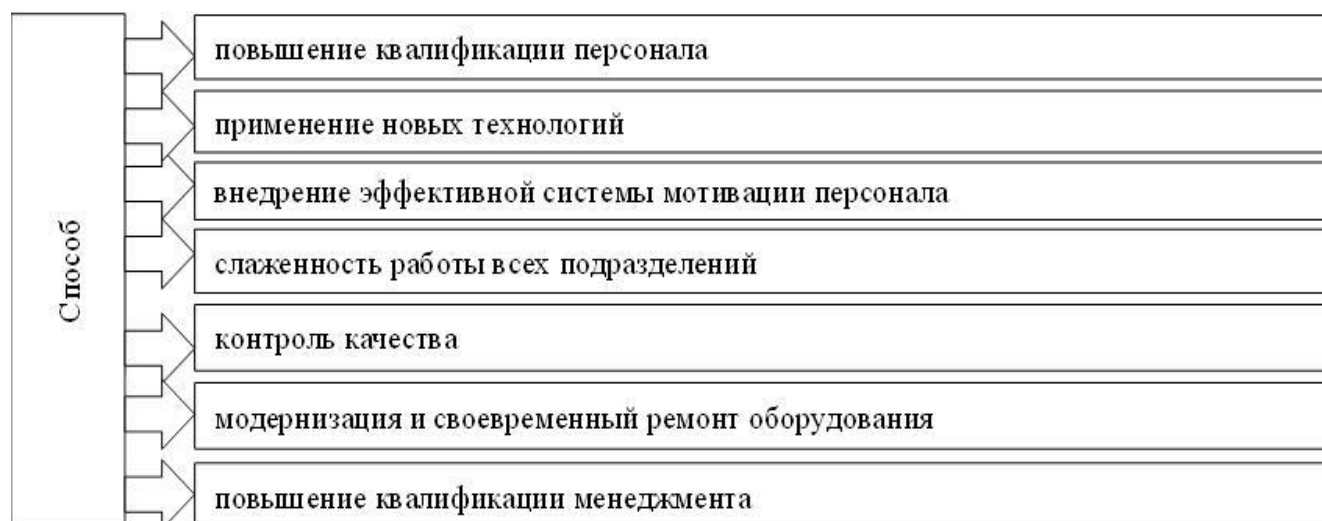 Способ
повышение квалификации персонала
применение новых технологий
внедрение эффективной системы мотивации персонала
слаженность работы всех подразделений
контроль качества
модернизация и своевременный ремонт оборудования
повышение квалификации менеджмента